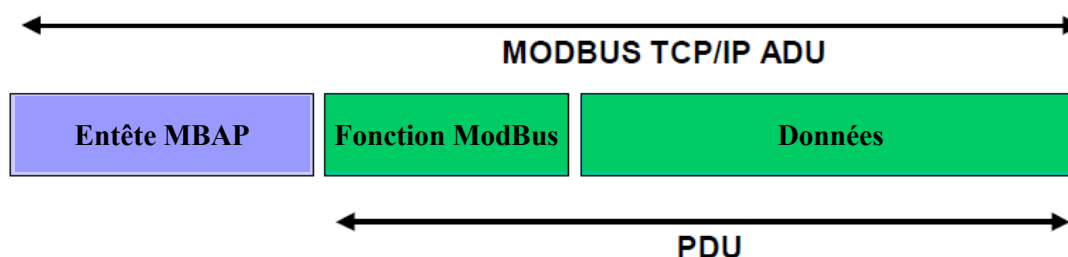 MODBUS TCP/IP ADU
Entête MBAP
Fonction ModBus
Données
PDU